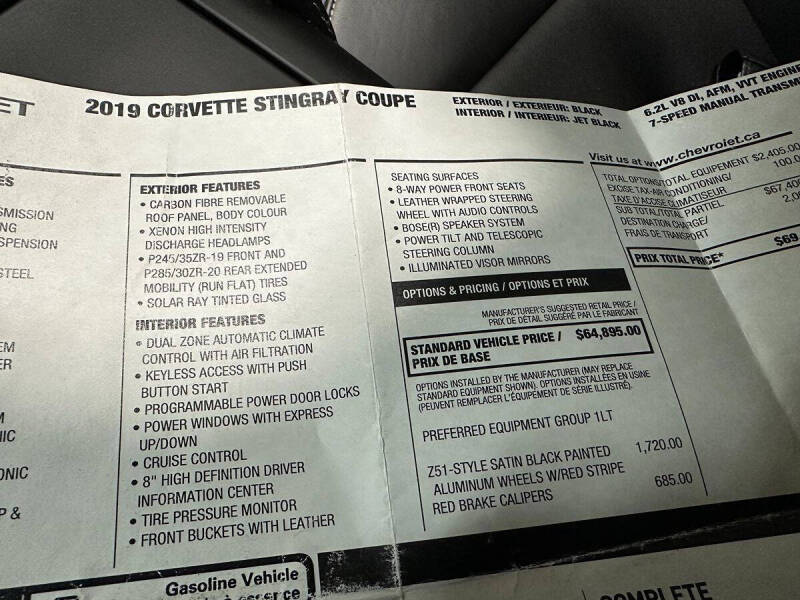 ET
2019 CORVETTE STINGRAY COUPE
EXTERIOR / EXTERIEUR: BLACK
INTERIOR / INTERIEUR: JET BLACK
6.2L V8 DI, AFM, VVT ENGINE
7-SPEED MANUAL TRANSM
Visit us at www.chevrolet.ca
ES
SMISSION
NG
SPENSION
STEEL
EM
ER
M
NIC
ONIC
P &
EXTERIOR FEATURES
• CARBON FIBRE REMOVABLE
ROOF PANEL, BODY COLOUR
• XENON HIGH INTENSITY
DISCHARGE HEADLAMPS
• P245/35ZR-19 FRONT AND
P285/30ZR-20 REAR EXTENDED
MOBILITY (RUN FLAT) TIRES
• SOLAR RAY TINTED GLASS
INTERIOR FEATURES
• DUAL ZONE AUTOMATIC CLIMATE
CONTROL WITH AIR FILTRATION
• KEYLESS ACCESS WITH PUSH
BUTTON START
• PROGRAMMABLE POWER DOOR LOCKS
• POWER WINDOWS WITH EXPRESS
UP/DOWN
• CRUISE CONTROL
• 8" HIGH DEFINITION DRIVER
INFORMATION CENTER
• TIRE PRESSURE MONITOR
• FRONT BUCKETS WITH LEATHER
SEATING SURFACES
• 8-WAY POWER FRONT SEATS
• LEATHER WRAPPED STEERING
WHEEL WITH AUDIO CONTROLS
• BOSE(R) SPEAKER SYSTEM
• POWER TILT AND TELESCOPIC
STEERING COLUMN
• ILLUMINATED VISOR MIRRORS
OPTIONS & PRICING / OPTIONS ET PRIX
MANUFACTURER'S SUGGESTED RETAIL PRICE /
PRIX DE DÉTAIL SUGGÉRÉ PAR LE FABRICANT
STANDARD VEHICLE PRICE / $64,895.00
PRIX DE BASE
OPTIONS INSTALLED BY THE MANUFACTURER (MAY REPLACE
STANDARD EQUIPMENT SHOWN). OPTIONS INSTALLÉES EN USINE
(PEUVENT REMPLACER L'ÉQUIPEMENT DE SÉRIE ILLUSTRÉ).
PREFERRED EQUIPMENT GROUP 1LT
Z51-STYLE SATIN BLACK PAINTED 1,720.00
ALUMINUM WHEELS W/RED STRIPE
RED BRAKE CALIPERS 685.00
TOTAL OPTIONS/TOTAL EQUIPEMENT $2,405.00
EXCISE TAX-AIR CONDITIONING/ 100.0
TAXE D'ACCISE CLIMATISEUR
SUB TOTAL/TOTAL PARTIEL $67,40
DESTINATION CHARGE/ 2,0
FRAIS DE TRANSPORT
PRIX TOTAL PRICE* $69
Gasoline Vehicle
COMPLETE